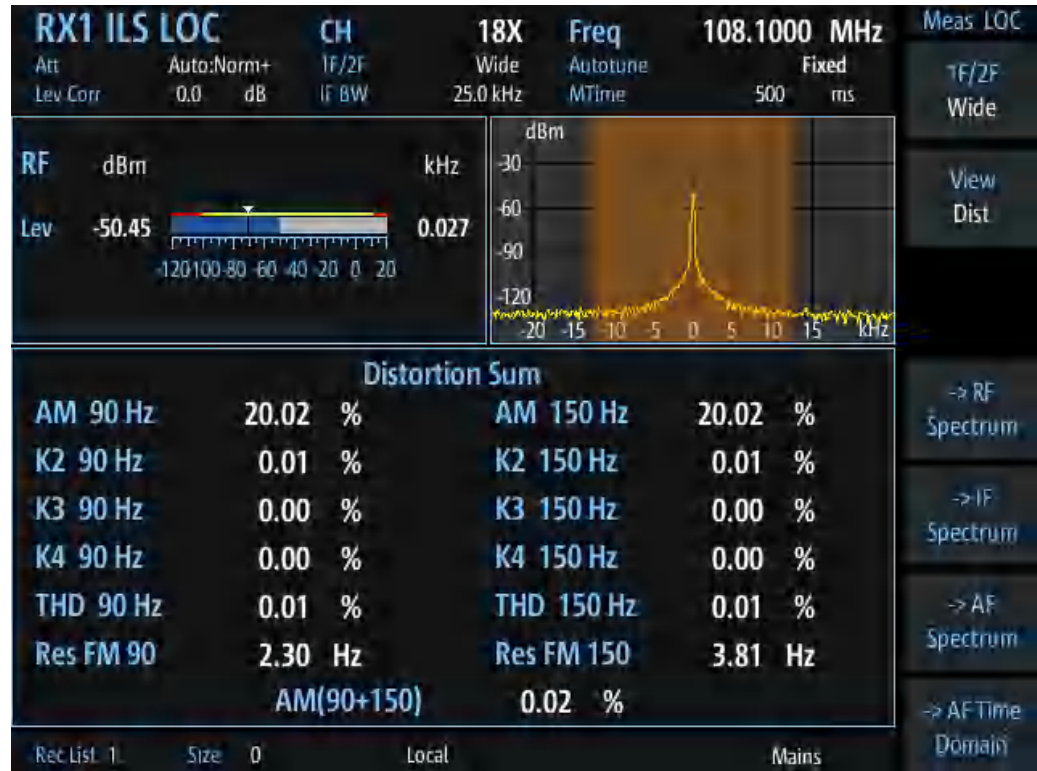 RX1 ILS LOC CH 18X Freq 108.1000 MHz
Att Auto:Norm+ 1F/2F Wide Autotune Fixed
Lev Corr 0.0 dB IF BW 25.0 kHz MTime 500 ms
Meas LOC
1F/2F
Wide
View
Dist
RF dBm kHz
Lev -50.45 0.027
-120-100-80 -60 -40 -20 0 20
dBm
-30
-60
-90
-120
-20 -15 -10 -5 0 5 10 15 kHz
Distortion Sum
AM 90 Hz 20.02 % AM 150 Hz 20.02 %
K2 90 Hz 0.01 % K2 150 Hz 0.01 %
K3 90 Hz 0.00 % K3 150 Hz 0.00 %
K4 90 Hz 0.00 % K4 150 Hz 0.00 %
THD 90 Hz 0.01 % THD 150 Hz 0.01 %
Res FM 90 2.30 Hz Res FM 150 3.81 Hz
AM(90+150) 0.02 %
-> RF
Spectrum
-> IF
Spectrum
-> AF
Spectrum
-> AF Time
Domain
Rec List 1 Size 0 Local Mains